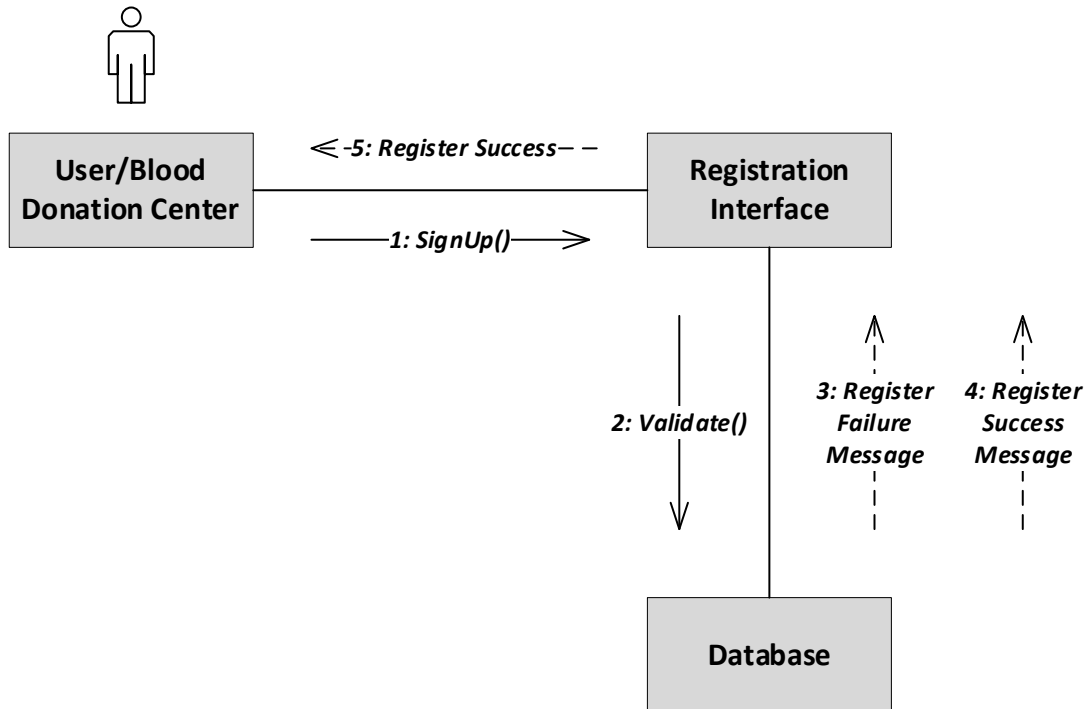 5: Register Success
User/Blood
Donation Center
Registration
Interface
1: SignUp()
2: Validate()
3: Register
Failure
Message
4: Register
Success
Message
Database